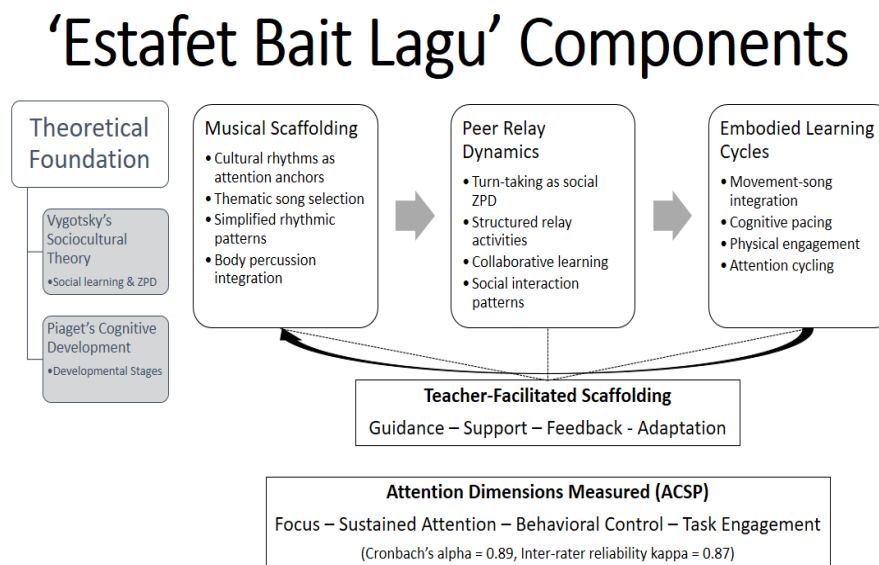 ‘Estafet Bait Lagu’ Components
Theoretical
Foundation
Vygotsky’s
Sociocultural
Theory
•Social learning & ZPD
Piaget’s Cognitive
Development
•Developmental Stages
Musical Scaffolding
• Cultural rhythms as
attention anchors
• Thematic song selection
• Simplified rhythmic
patterns
• Body percussion
integration
Peer Relay
Dynamics
• Turn-taking as social
ZPD
• Structured relay
activities
• Collaborative learning
• Social interaction
patterns
Embodied Learning
Cycles
• Movement-song
integration
• Cognitive pacing
• Physical engagement
• Attention cycling
Teacher-Facilitated Scaffolding
Guidance – Support – Feedback - Adaptation
Attention Dimensions Measured (ACSP)
Focus – Sustained Attention – Behavioral Control – Task Engagement
(Cronbach’s alpha = 0.89, Inter-rater reliability kappa = 0.87)